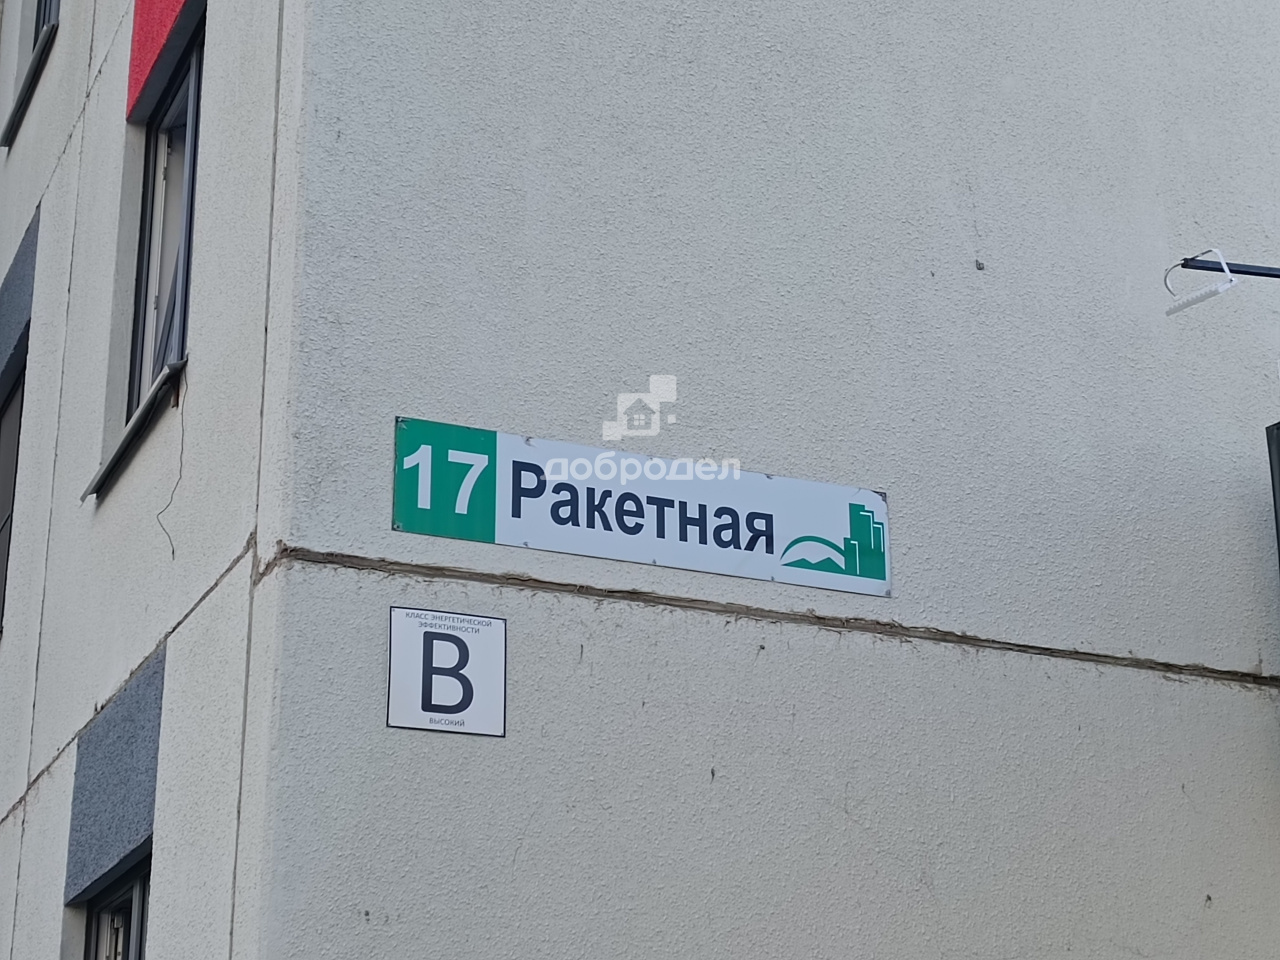 добродел
17 Ракетная
КЛАСС ЭНЕРГЕТИЧЕСКОЙ
ЭФФЕКТИВНОСТИ
B
ВЫСОКИЙ